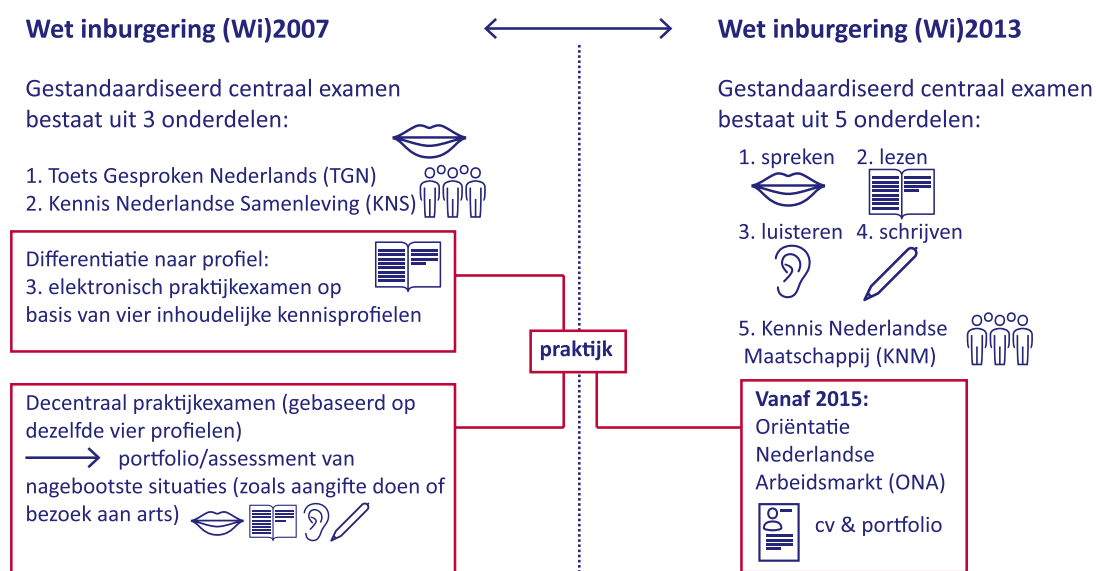 Wet inburgering (Wi)2007
Gestandaardiseerd centraal examen
bestaat uit 3 onderdelen:
1. Toets Gesproken Nederlands (TGN)
2. Kennis Nederlandse Samenleving (KNS)
Differentiatie naar profiel:
3. elektronisch praktijkexamen op
basis van vier inhoudelijke kennisprofielen
Decentraal praktijkexamen (gebaseerd op
dezelfde vier profielen)
portfolio/assessment van
nagebootste situaties (zoals aangifte doen of
bezoek aan arts)
praktijk
Wet inburgering (Wi)2013
Gestandaardiseerd centraal examen
bestaat uit 5 onderdelen:
1. spreken 2. lezen
3. luisteren 4. schrijven
5. Kennis Nederlandse
Maatschappij (KNM)
Vanaf 2015:
Oriëntatie
Nederlandse
Arbeidsmarkt (ONA)
cv & portfolio